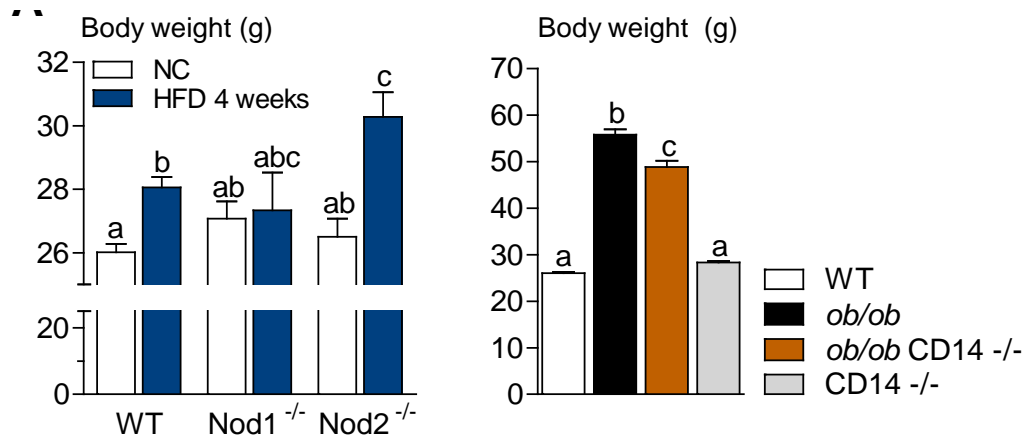 Body weight (g)
32
30
28
26
20
0
NC
HFD 4 weeks
a
b
ab
abc
ab
c
WT
Nod1 -/-
Nod2 -/-
Body weight (g)
70
60
50
40
30
20
10
0
a
b
c
a
WT
ob/ob
ob/ob CD14 -/-
CD14 -/-